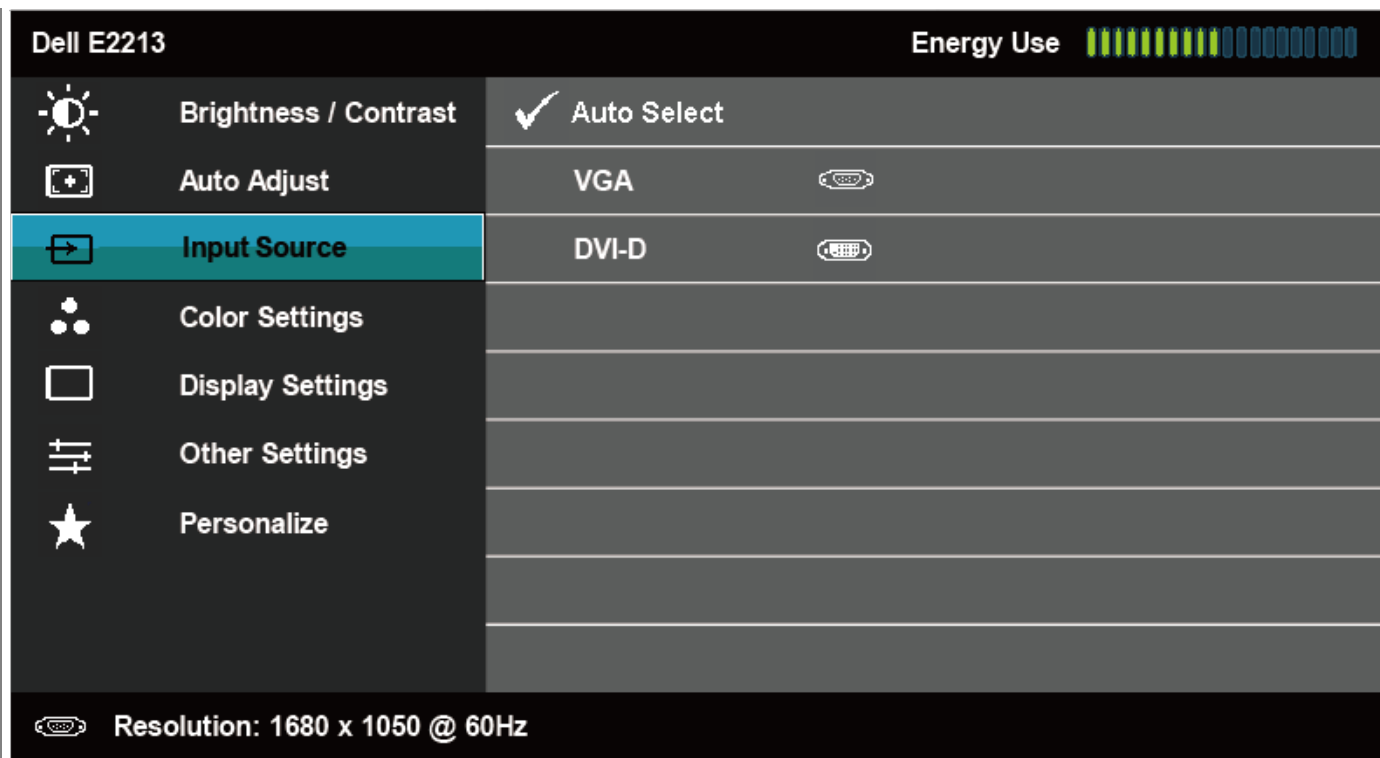 Dell E2213 Energy Use
Brightness / Contrast
Auto Adjust
Input Source
Color Settings
Display Settings
Other Settings
Personalize
Auto Select
VGA
DVI-D
Resolution: 1680 x 1050 @ 60Hz